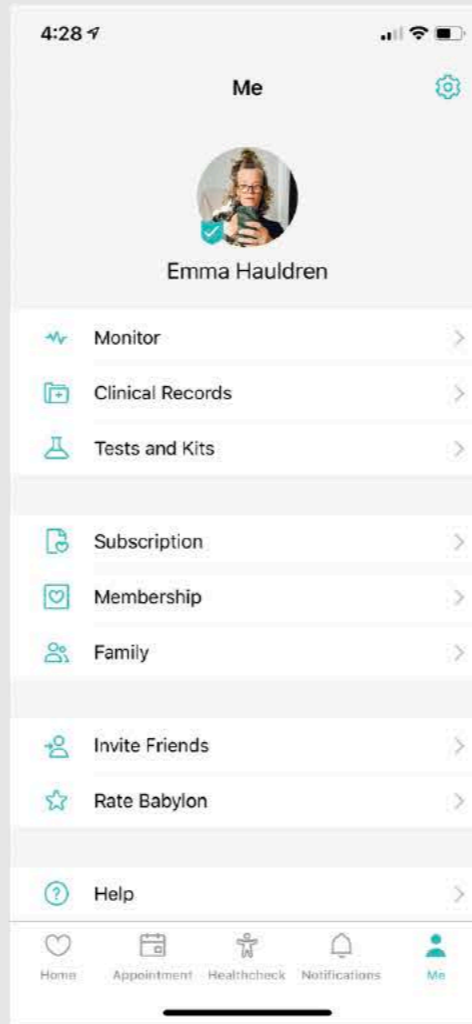 4:28
Me
Emma Hauldren
Monitor
Clinical Records
Tests and Kits
Subscription
Membership
Family
Invite Friends
Rate Babylon
Help
Home Appointment Healthcheck Notifications Me